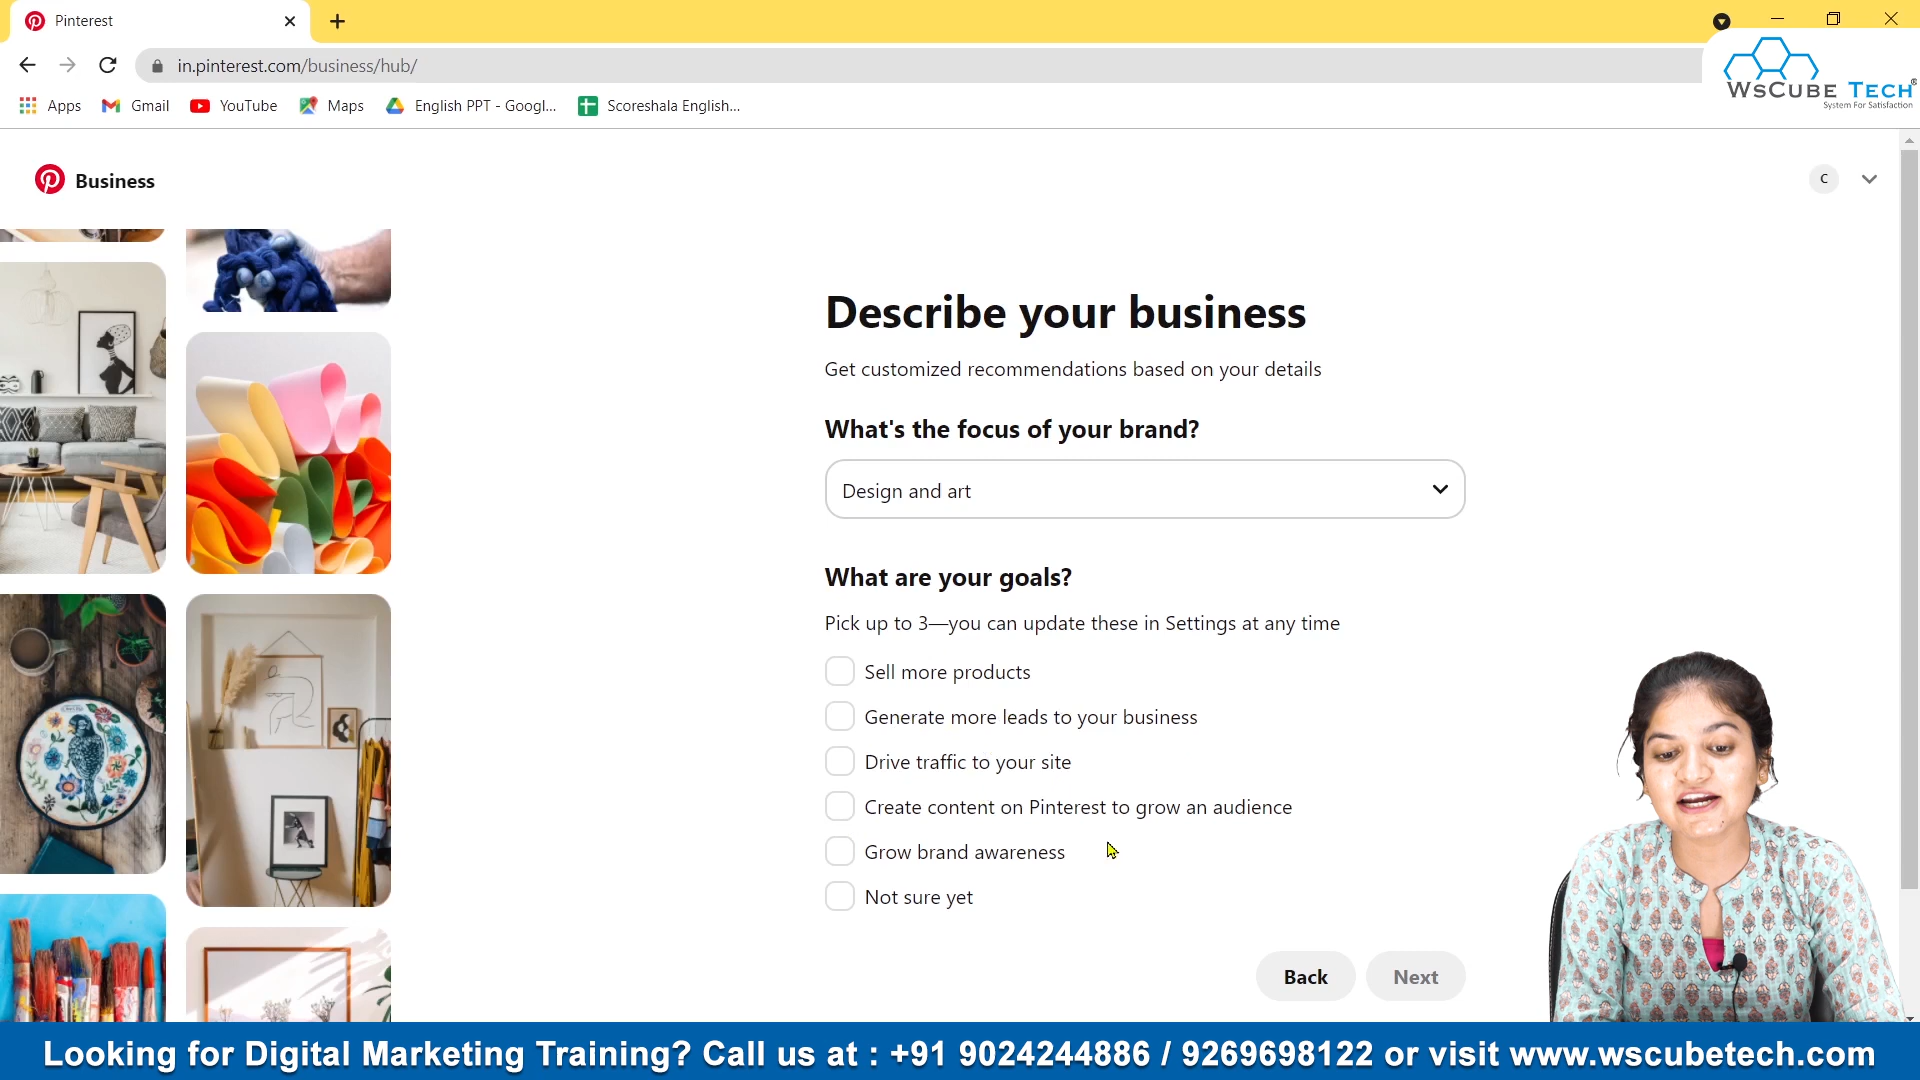 Pinterest
in.pinterest.com/business/hub/
Apps
Gmail
YouTube
Maps
English PPT - Googl...
Scoreshala English...
WsCube Tech®
System For Satisfaction
Business
C
Describe your business
Get customized recommendations based on your details
What's the focus of your brand?
Design and art
What are your goals?
Pick up to 3—you can update these in Settings at any time
Sell more products
Generate more leads to your business
Drive traffic to your site
Create content on Pinterest to grow an audience
Grow brand awareness
Not sure yet
Back
Next
Looking for Digital Marketing Training? Call us at : +91 9024244886 / 9269698122 or visit www.wscubetech.com